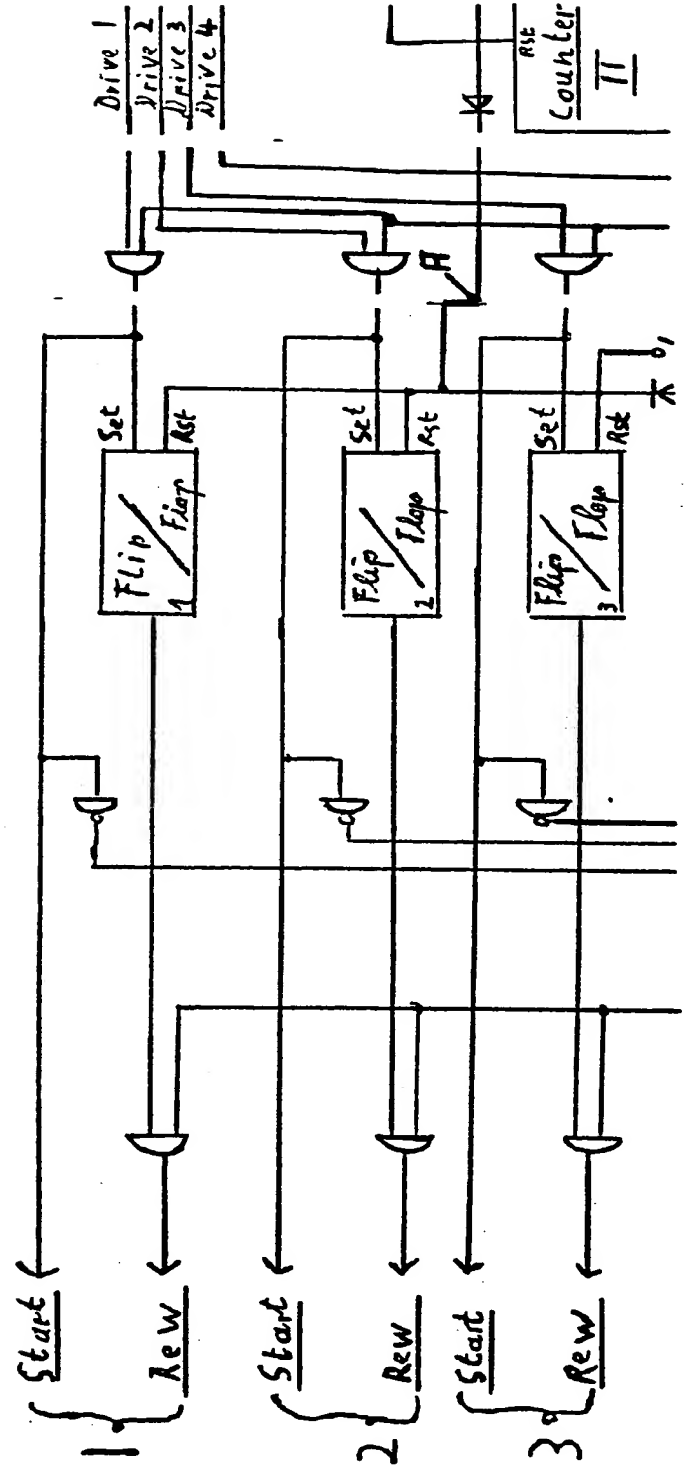 Drive 1
Drive 2
Drive 3
Drive 4
Rst
Counter
II
A
Set
Rst
Flip/Flop
1
Set
Rst
Flip/Flop
2
Set
Rst
Flip/Flop
3
1
Start
Rew
2
Start
Rew
3
Start
Rew